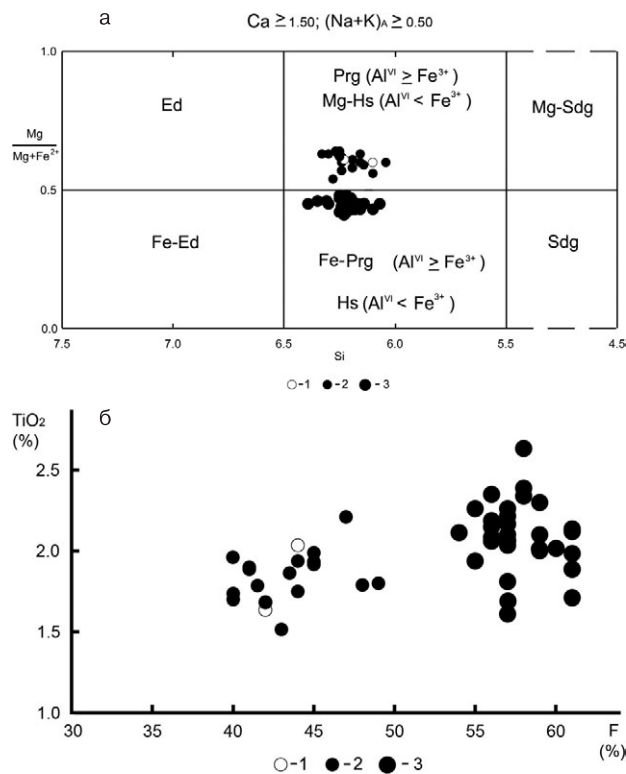 а
Ca ≥ 1.50; (Na+K)A ≥ 0.50
1.0
Ed
Prg (AlVI ≥ Fe3+)
Mg-Hs (AlVI < Fe3+)
Mg-Sdg
Mg
Mg+Fe2+
0.5
Fe-Ed
Fe-Prg (AlVI ≥ Fe3+)
Sdg
Hs (AlVI < Fe3+)
0.0
7.5 7.0 6.5 6.0 5.5 4.5
Si
-1 -2 -3
TiO2
(%)
б
2.5
2.0
1.5
1.0
30 35 40 45 50 55 60 F
(%)
-1 -2 -3